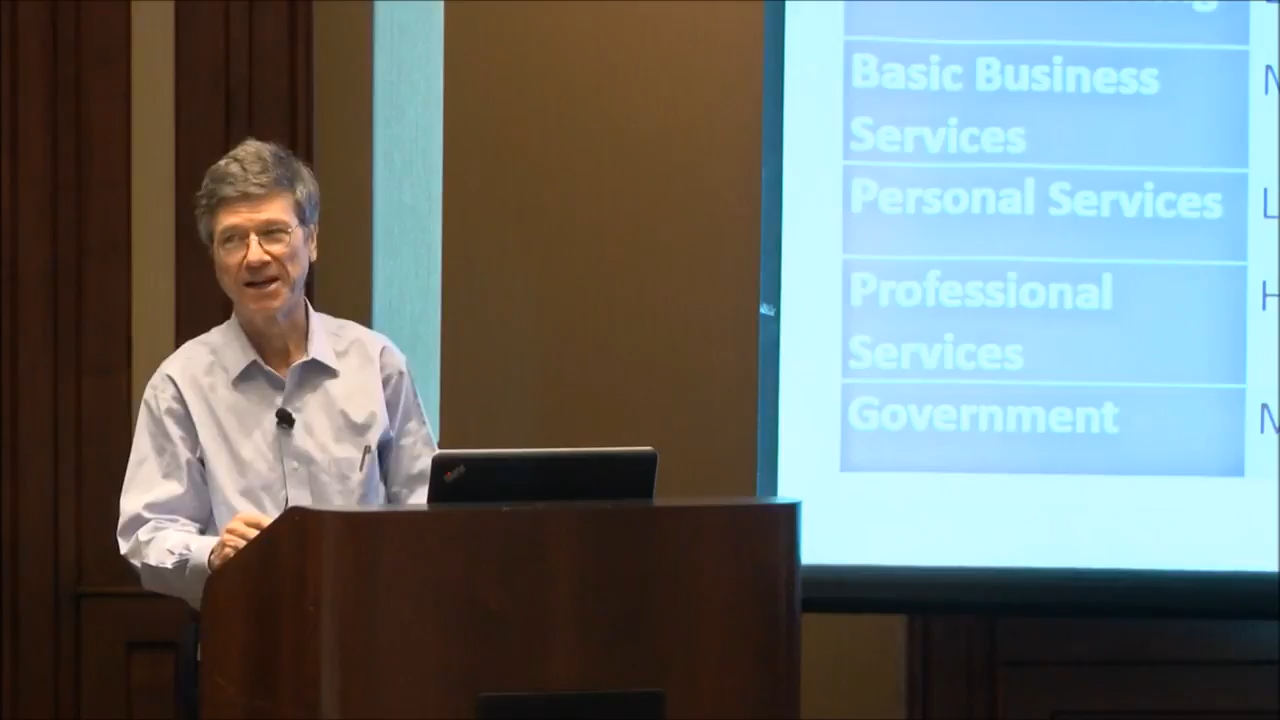 Basic Business
Services
Personal Services
Professional
Services
Government